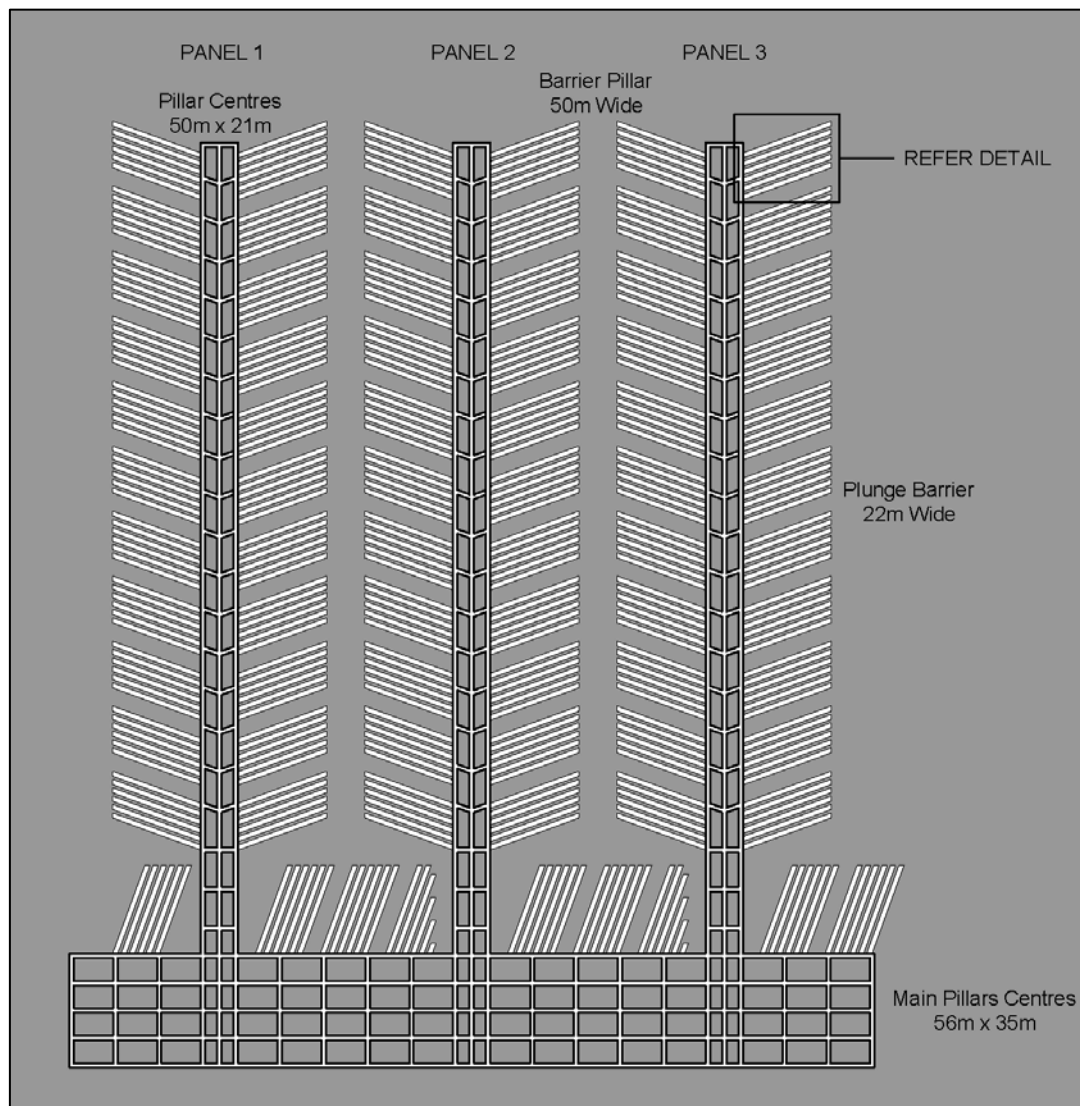 PANEL 1
PANEL 2
PANEL 3
Pillar Centres
50m x 21m
Barrier Pillar
50m Wide
REFER DETAIL
Plunge Barrier
22m Wide
Main Pillars Centres
56m x 35m